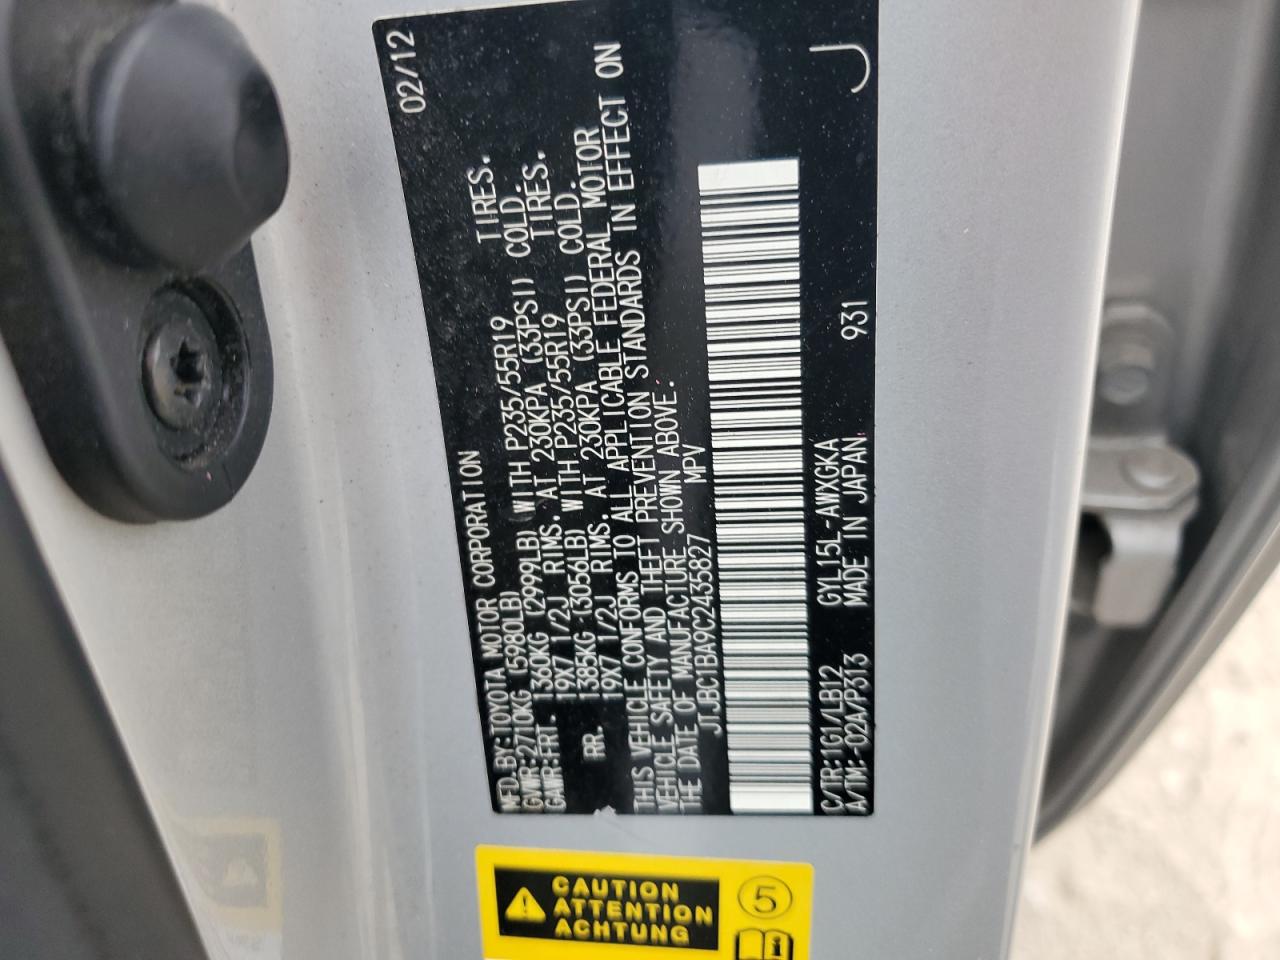 MFD.BY:TOYOTA MOTOR CORPORATION 02/12
GVWR:2710KG (5980LB)
GAWR:FRT. 1360KG (2999LB) WITH P235/55R19 TIRES.
19X7 1/2J RIMS. AT 230KPA (33PSI) COLD.
RR. 1385KG (3056LB) WITH P235/55R19 TIRES.
19X7 1/2J RIMS. AT 230KPA (33PSI) COLD.
THIS VEHICLE CONFORMS TO ALL APPLICABLE FEDERAL MOTOR
VEHICLE SAFETY AND THEFT PREVENTION STANDARDS IN EFFECT ON
THE DATE OF MANUFACTURE SHOWN ABOVE.
JTJBC1BA9C2435827 MPV
C/TR:1G1/LB12 GYL15L-AWXGKA 931 J
A/TM:-02A/P313 MADE IN JAPAN
CAUTION
ATTENTION
ACHTUNG
5
i